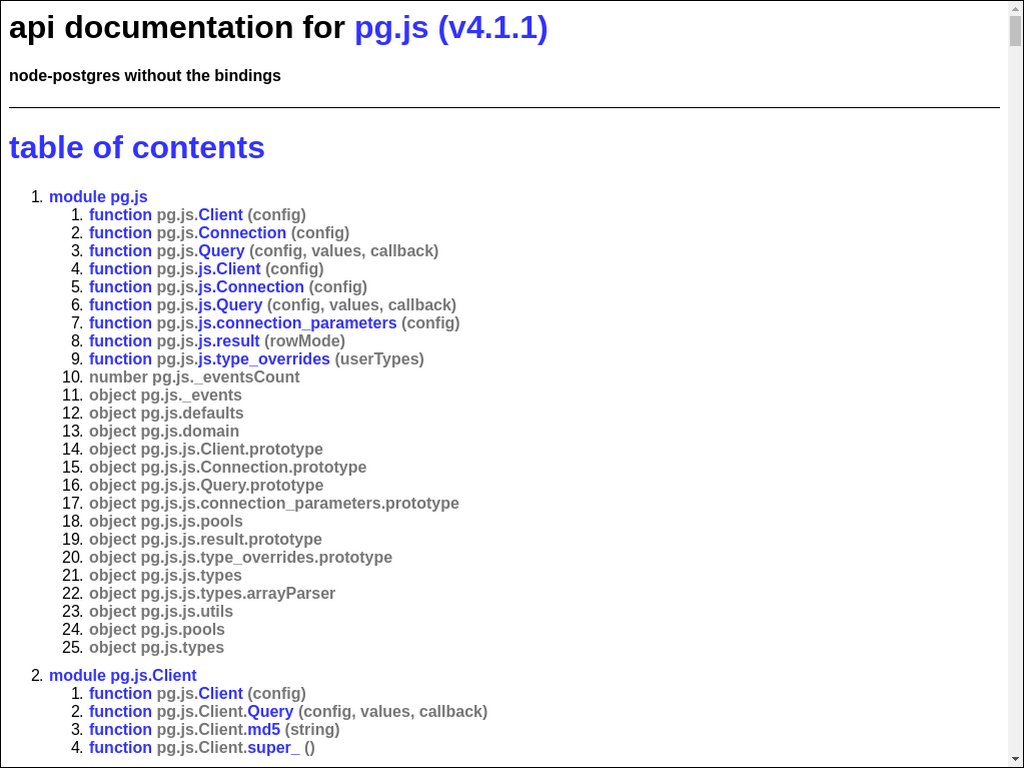 api documentation for pg.js (v4.1.1)
node-postgres without the bindings
table of contents
1. module pg.js
1. function pg.js.Client (config)
2. function pg.js.Connection (config)
3. function pg.js.Query (config, values, callback)
4. function pg.js.js.Client (config)
5. function pg.js.js.Connection (config)
6. function pg.js.js.Query (config, values, callback)
7. function pg.js.js.connection_parameters (config)
8. function pg.js.js.result (rowMode)
9. function pg.js.js.type_overrides (userTypes)
10. number pg.js._eventsCount
11. object pg.js._events
12. object pg.js.defaults
13. object pg.js.domain
14. object pg.js.js.Client.prototype
15. object pg.js.js.Connection.prototype
16. object pg.js.js.Query.prototype
17. object pg.js.js.connection_parameters.prototype
18. object pg.js.js.pools
19. object pg.js.js.result.prototype
20. object pg.js.js.type_overrides.prototype
21. object pg.js.js.types
22. object pg.js.js.types.arrayParser
23. object pg.js.js.utils
24. object pg.js.pools
25. object pg.js.types
2. module pg.js.Client
1. function pg.js.Client (config)
2. function pg.js.Client.Query (config, values, callback)
3. function pg.js.Client.md5 (string)
4. function pg.js.Client.super_ ()